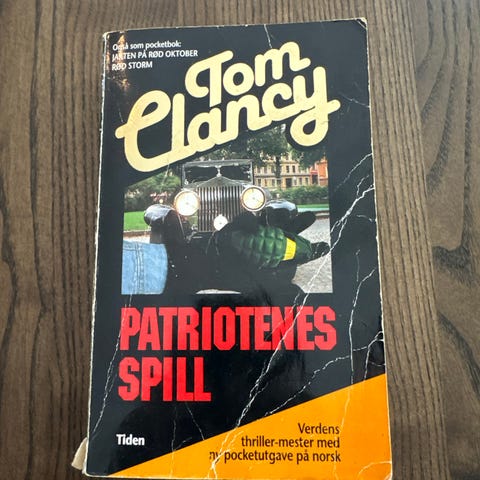 Også som pocketbok:
JAKTEN PÅ RØD OKTOBER
RØD STORM
Tom
Clancy
PATRIOTENES
SPILL
Tiden
Verdens
thriller-mester med
ny pocketutgave på norsk